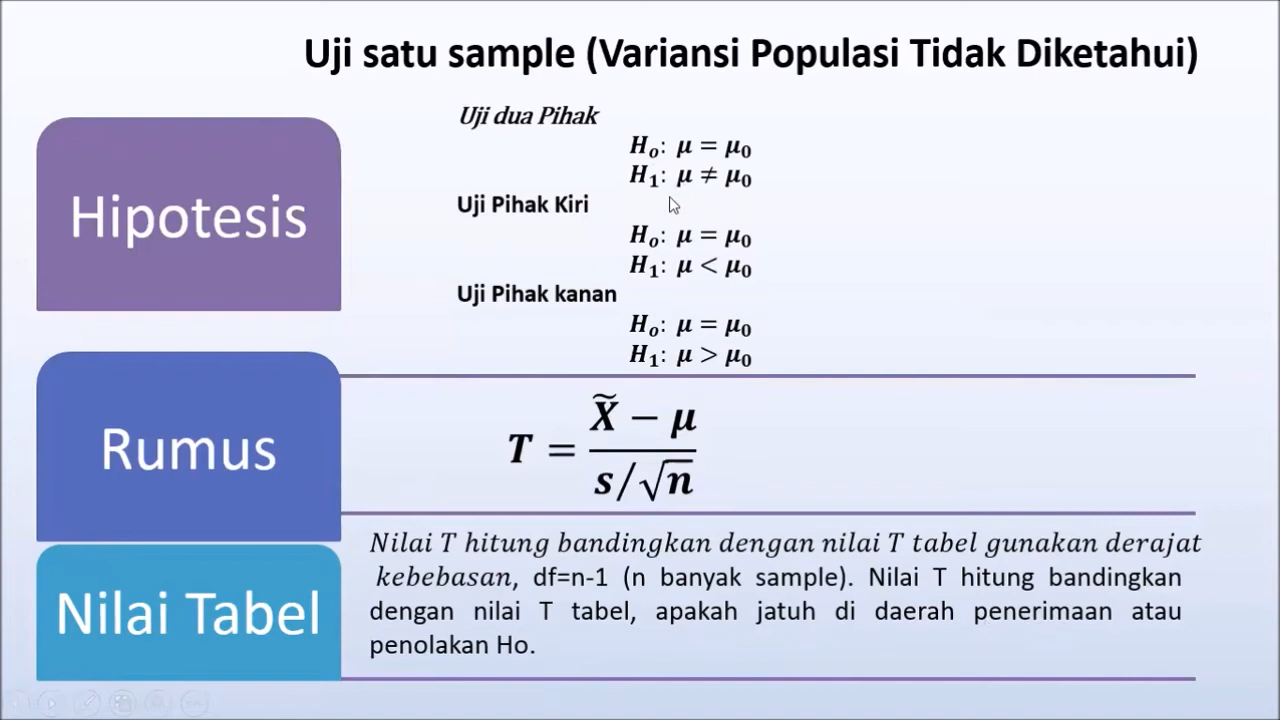 Uji satu sample (Variansi Populasi Tidak Diketahui)
Hipotesis
Uji dua Pihak
H₀: μ = μ₀
H₁: μ ≠ μ₀
Uji Pihak Kiri
H₀: μ = μ₀
H₁: μ < μ₀
Uji Pihak kanan
H₀: μ = μ₀
H₁: μ > μ₀
Rumus
T = (X̃ − μ) / (s/√n)
Nilai Tabel
Nilai T hitung bandingkan dengan nilai T tabel gunakan derajat
kebebasan, df=n-1 (n banyak sample). Nilai T hitung bandingkan
dengan nilai T tabel, apakah jatuh di daerah penerimaan atau
penolakan Ho.